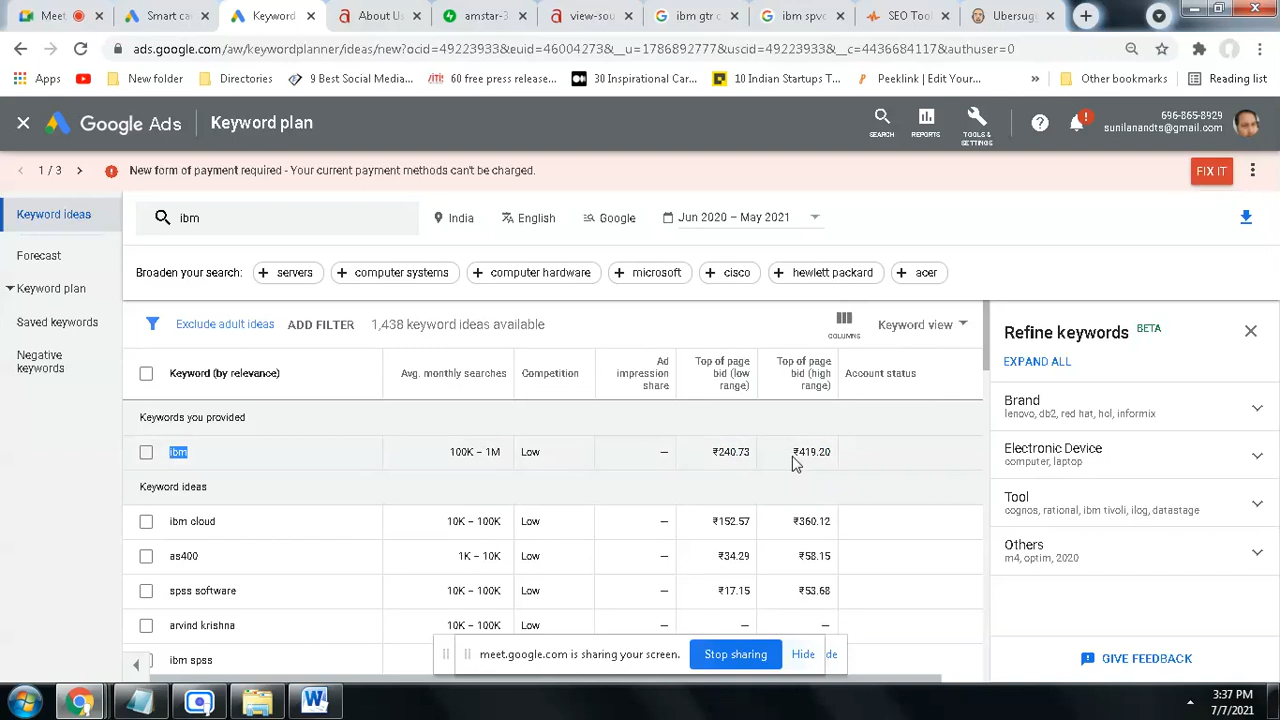 Meet
Smart ca
Keyword
About Us
amstar-
view-sou
ibm gtr c
ibm spvc
SEO To
Ubersug
ads.google.com/aw/keywordplanner/ideas/new?ocid=49223933&euid=46004273&__u=1786892777&uscid=49223933&__c=4436684117&authuser=0
Apps
New folder
Directories
9 Best Social Media...
60 free press release...
30 Inspirational Car...
10 Indian Startups T...
Peeklink | Edit Your...
»
Other bookmarks
Reading list
Google Ads
Keyword plan
SEARCH
REPORTS
TOOLS & SETTINGS
696-865-8929
sunilanandts@gmail.com
1 / 3
New form of payment required - Your current payment methods can't be charged.
FIX IT
Keyword ideas
Forecast
Keyword plan
Saved keywords
Negative
keywords
ibm
India
English
Google
Jun 2020 – May 2021
Broaden your search:
+ servers
+ computer systems
+ computer hardware
+ microsoft
+ cisco
+ hewlett packard
+ acer
Exclude adult ideas
ADD FILTER
1,438 keyword ideas available
COLUMNS
Keyword view
Keyword (by relevance)
Avg. monthly searches
Competition
Ad
impression
share
Top of page
bid (low
range)
Top of page
bid (high
range)
Account status
Keywords you provided
ibm 100K – 1M Low — ₹240.73 ₹419.20
Keyword ideas
ibm cloud 10K – 100K Low — ₹152.57 ₹360.12
as400 1K – 10K Low — ₹34.29 ₹58.15
spss software 10K – 100K Low — ₹17.15 ₹53.68
arvind krishna 10K – 100K Low — — —
ibm spss
Refine keywords BETA
EXPAND ALL
Brand
lenovo, db2, red hat, hcl, informix
Electronic Device
computer, laptop
Tool
cognos, rational, ibm tivoli, ilog, datastage
Others
m4, optim, 2020
GIVE FEEDBACK
meet.google.com is sharing your screen.
Stop sharing
Hide
de
3:37 PM
7/7/2021